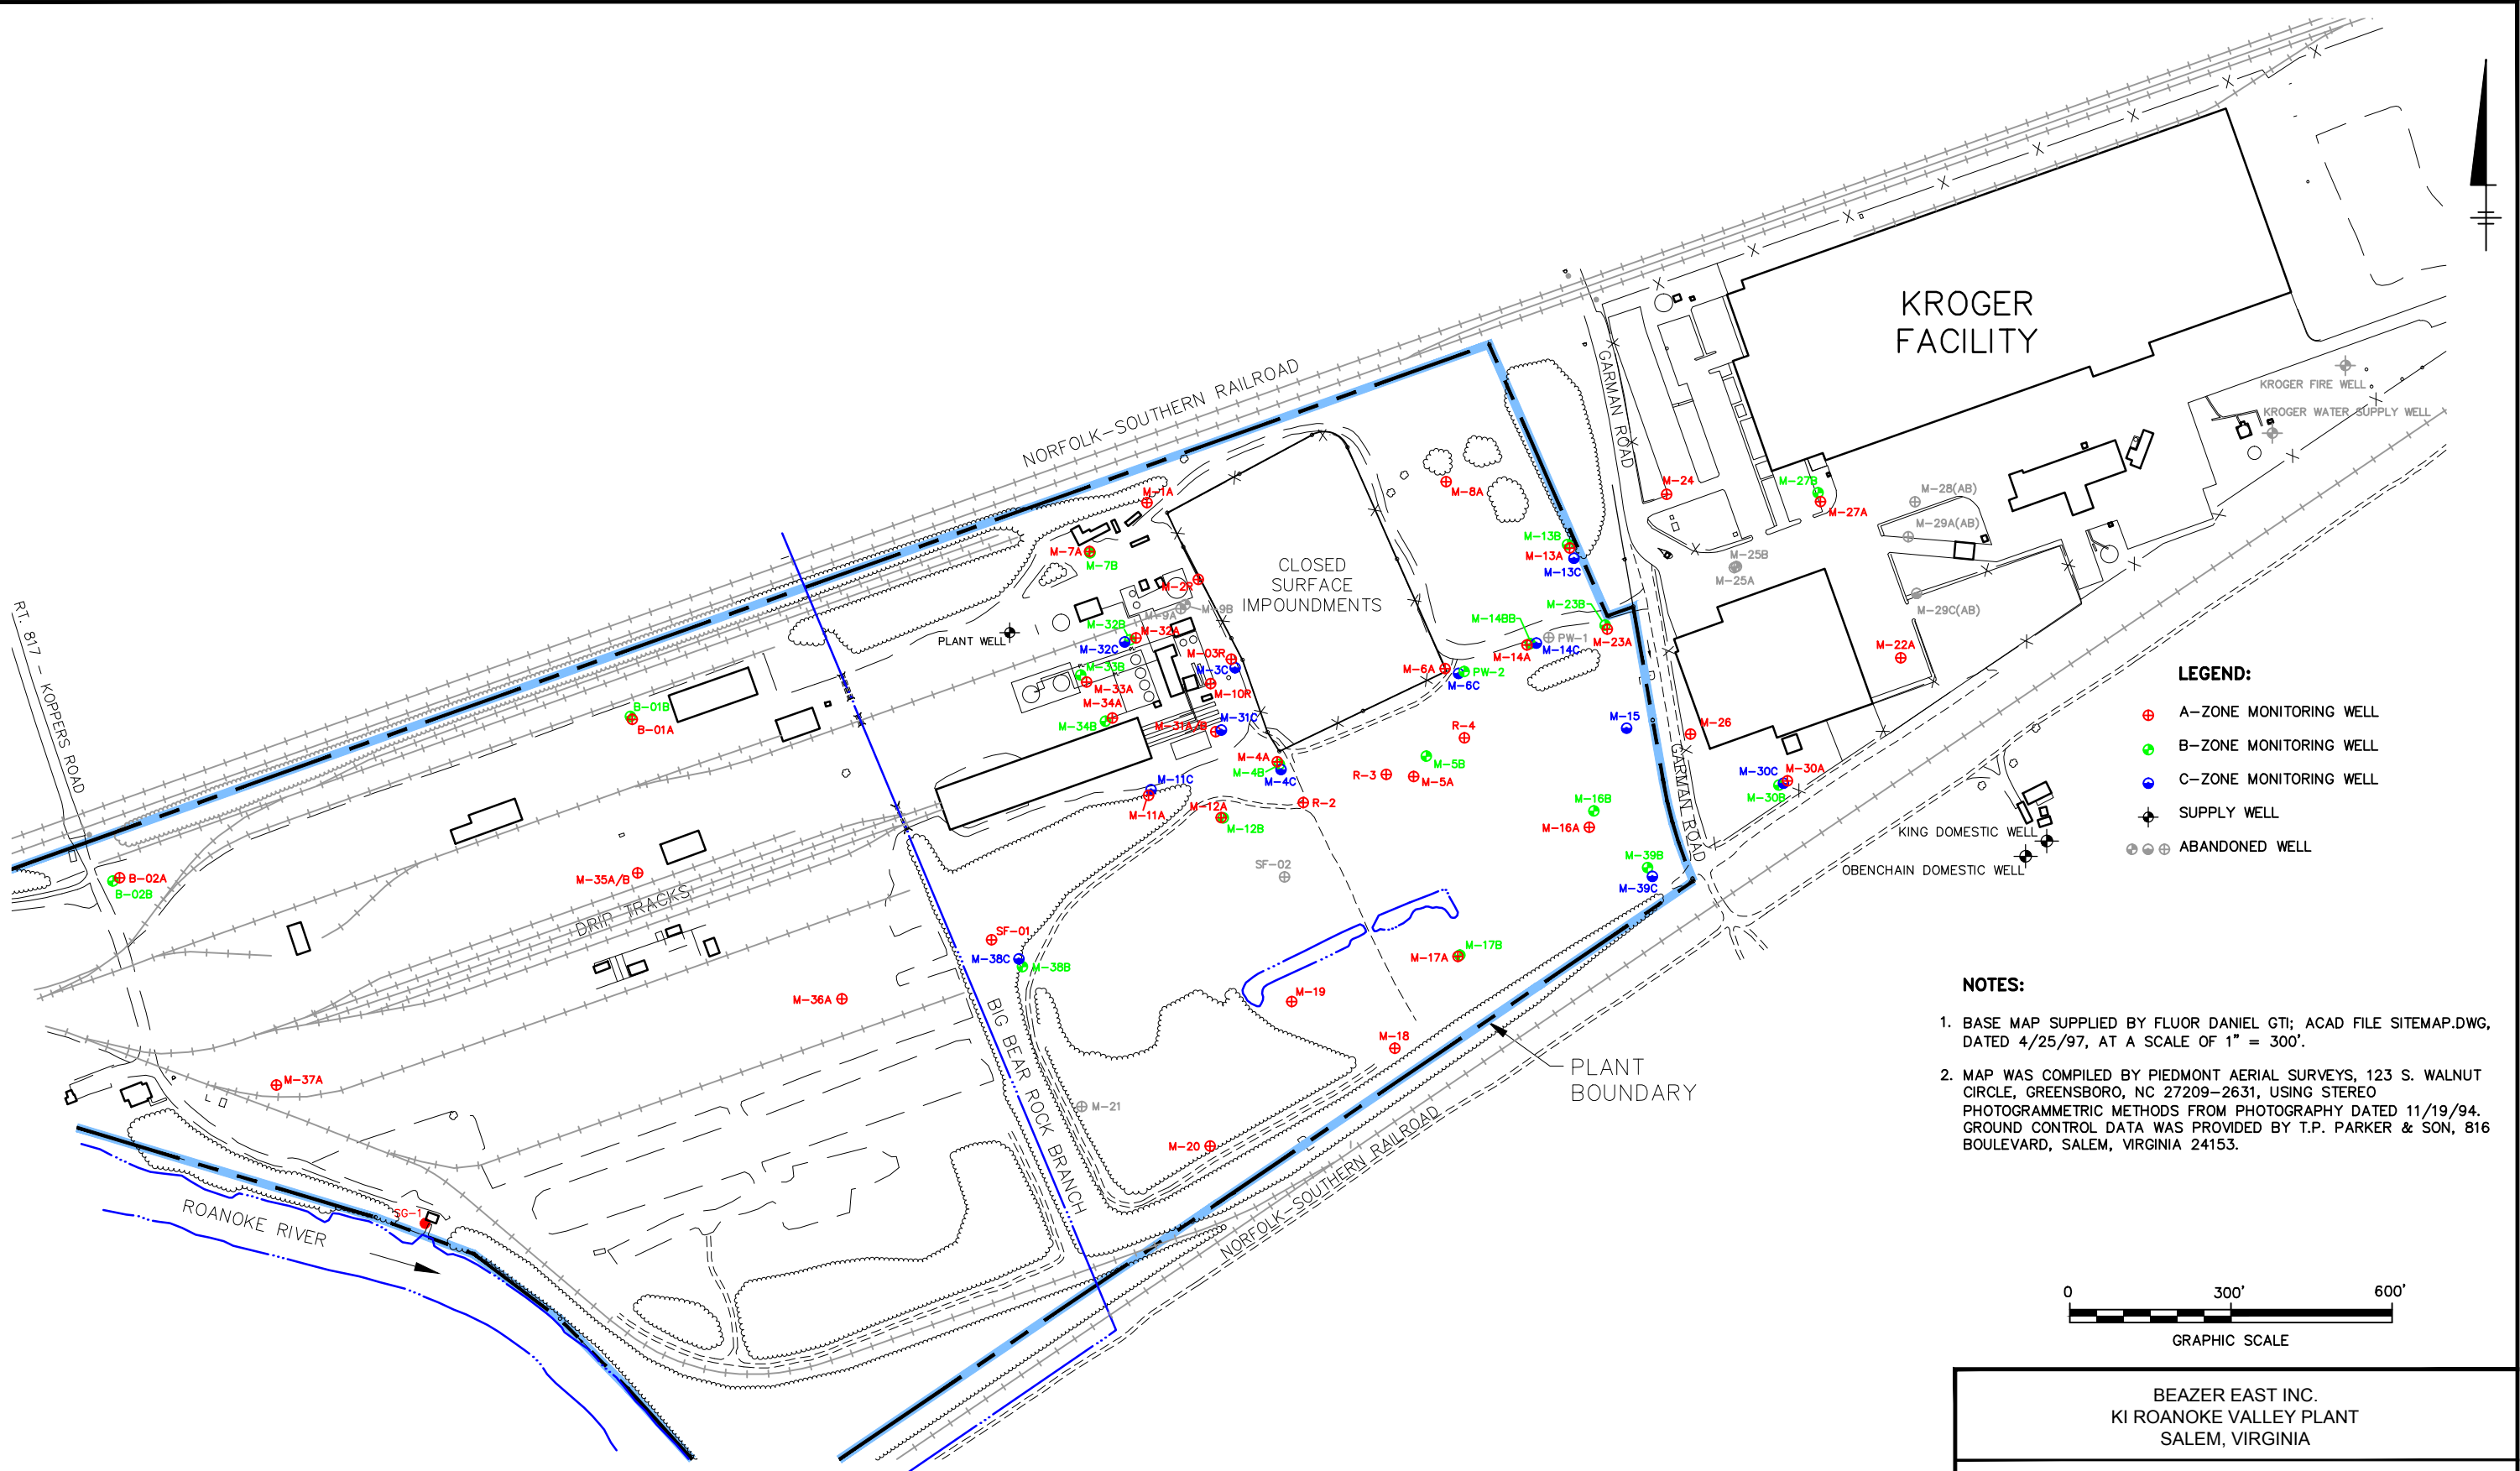 KROGER
FACILITY
KROGER FIRE WELL
KROGER WATER SUPPLY WELL
NORFOLK-SOUTHERN RAILROAD
GARMAN ROAD
M-1A
M-8A
M-24
M-27B
M-27A
M-28(AB)
M-29A(AB)
M-7A
M-7B
M-13B
M-13A
M-13C
M-25B
M-25A
CLOSED
SURFACE
IMPOUNDMENTS
M-2R
M-9B
M-9A
M-29C(AB)
RT. 817 - KOPPERS ROAD
PLANT WELL
M-32B
M-32A
M-32C
M-23B
M-23A
M-14BB
M-14A
M-14C
PW-1
M-22A
M-03R
M-3C
M-33B
M-33A
M-10R
M-6A
PW-2
M-6C
LEGEND:
A-ZONE MONITORING WELL
B-ZONE MONITORING WELL
C-ZONE MONITORING WELL
SUPPLY WELL
ABANDONED WELL
B-01B
B-01A
M-34A
M-34B
M-31A/B
M-31C
R-4
M-15
M-26
M-4A
M-4B
M-4C
M-5B
R-3
M-5A
GARMAN ROAD
M-30C
M-30A
M-30B
M-11C
M-11A
M-12A
M-12B
R-2
M-16B
M-16A
KING DOMESTIC WELL
OBENCHAIN DOMESTIC WELL
B-02A
B-02B
M-35A/B
DRIP TRACKS
SF-02
M-39B
M-39C
SF-01
M-38C
M-38B
M-17B
M-17A
M-36A
M-19
M-18
M-37A
BIG BEAR ROCK BRANCH
M-21
M-20
PLANT
BOUNDARY
NORFOLK-SOUTHERN RAILROAD
SG-1
ROANOKE RIVER
NOTES:
1. BASE MAP SUPPLIED BY FLUOR DANIEL GTI; ACAD FILE SITEMAP.DWG,
DATED 4/25/97, AT A SCALE OF 1" = 300'.
2. MAP WAS COMPILED BY PIEDMONT AERIAL SURVEYS, 123 S. WALNUT
CIRCLE, GREENSBORO, NC 27209-2631, USING STEREO
PHOTOGRAMMETRIC METHODS FROM PHOTOGRAPHY DATED 11/19/94.
GROUND CONTROL DATA WAS PROVIDED BY T.P. PARKER & SON, 816
BOULEVARD, SALEM, VIRGINIA 24153.
0 300' 600'
GRAPHIC SCALE
BEAZER EAST INC.
KI ROANOKE VALLEY PLANT
SALEM, VIRGINIA